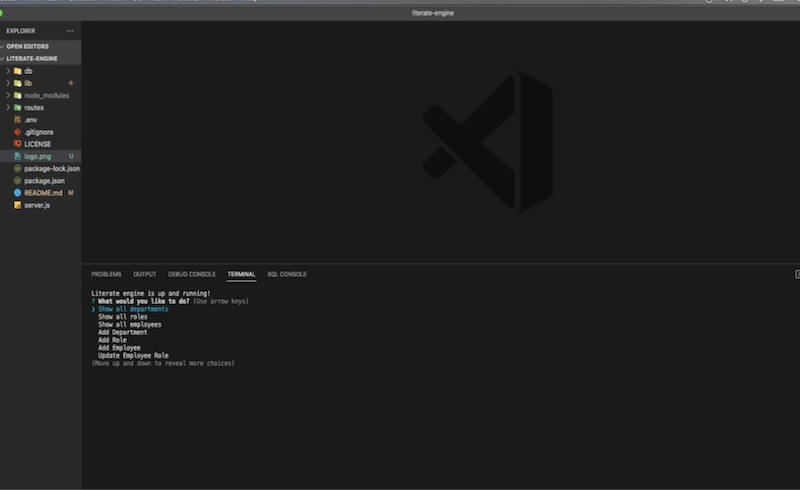 literate-engine
EXPLORER ...
OPEN EDITORS
LITERATE-ENGINE
db
lib
node_modules
routes
.env
.gitignore
LICENSE
logo.png U
package-lock.json
package.json
README.md M
server.js
PROBLEMS OUTPUT DEBUG CONSOLE TERMINAL SQL CONSOLE
Literate engine is up and running!
? What would you like to do? (Use arrow keys)
❯ Show all departments
Show all roles
Show all employees
Add Department
Add Role
Add Employee
Update Employee Role
(Move up and down to reveal more choices)